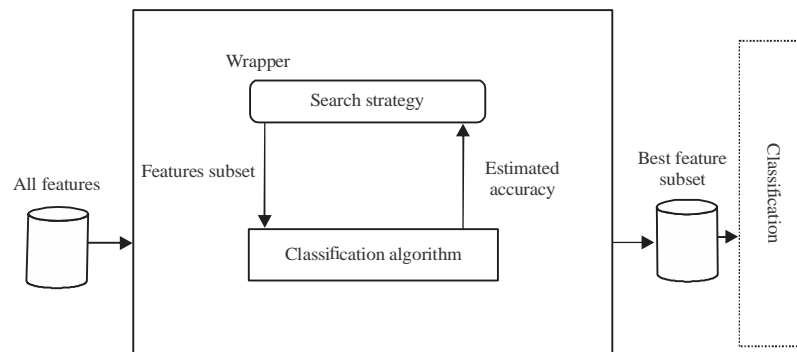 Wrapper
Search strategy
All features
Features subset
Estimated
accuracy
Classification algorithm
Best feature
subset
Classification